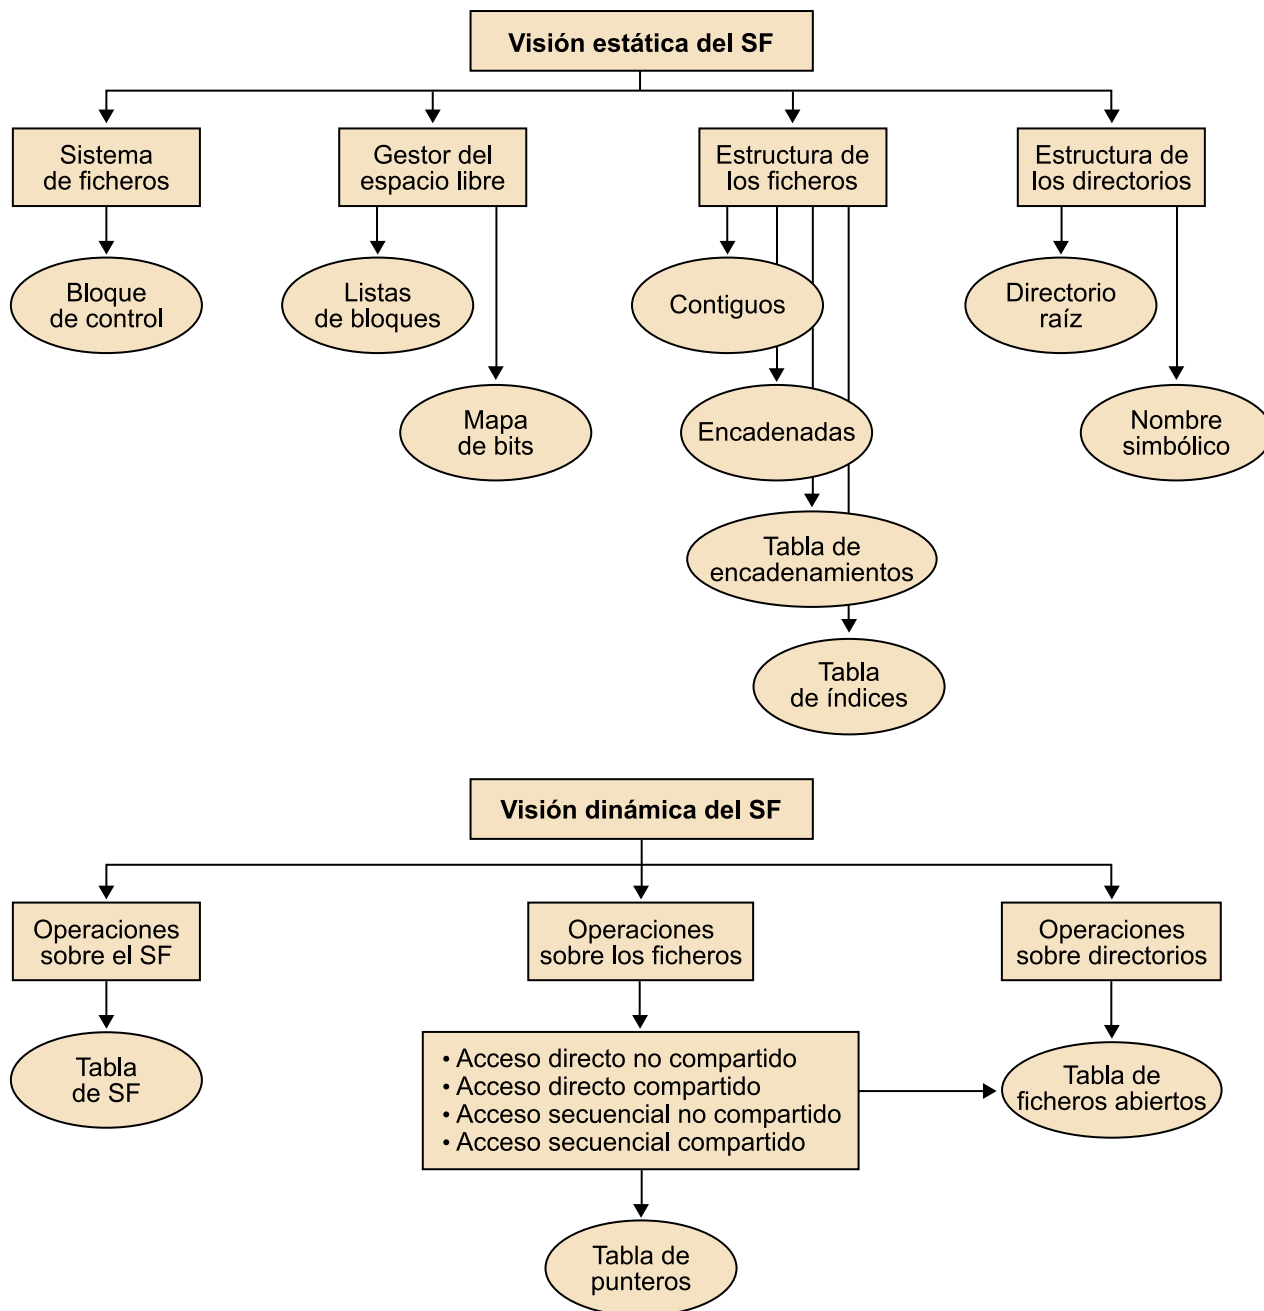 Visión estática del SF
Sistema
de ficheros
Gestor del
espacio libre
Estructura de
los ficheros
Estructura de
los directorios
Bloque
de control
Listas
de bloques
Contiguos
Directorio
raíz
Mapa
de bits
Encadenadas
Nombre
simbólico
Tabla de
encadenamientos
Tabla
de índices
Visión dinámica del SF
Operaciones
sobre el SF
Operaciones
sobre los ficheros
Operaciones
sobre directorios
Tabla
de SF
• Acceso directo no compartido
• Acceso directo compartido
• Acceso secuencial no compartido
• Acceso secuencial compartido
Tabla de
ficheros abiertos
Tabla de
punteros